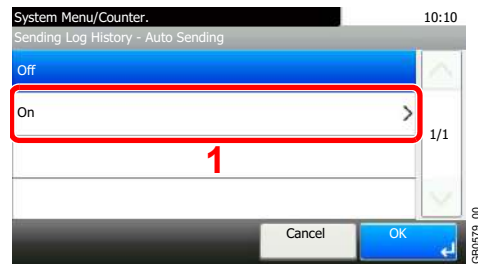 System Menu/Counter. 10:10
Sending Log History - Auto Sending
Off
On
1/1
1
Cancel OK
GB0579_00